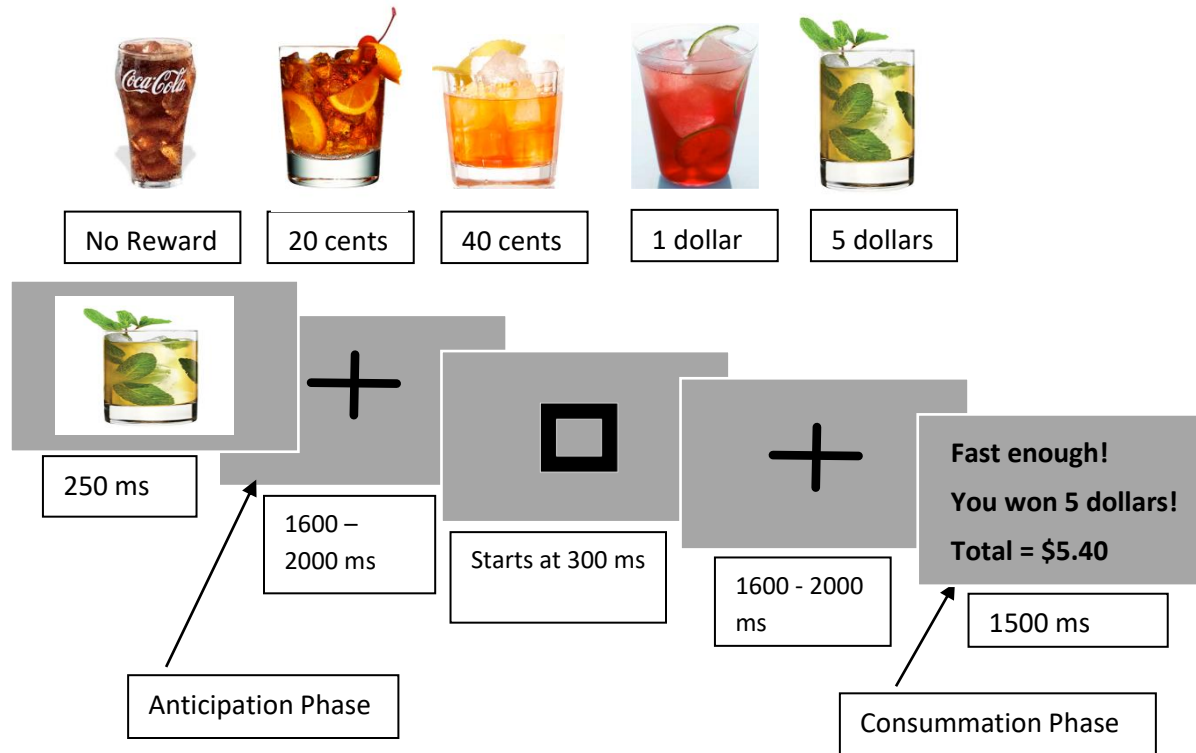 Coca-Cola
No Reward
20 cents
40 cents
1 dollar
5 dollars
250 ms
1600 –
2000 ms
Starts at 300 ms
1600 - 2000
ms
Fast enough!
You won 5 dollars!
Total = $5.40
1500 ms
Anticipation Phase
Consummation Phase